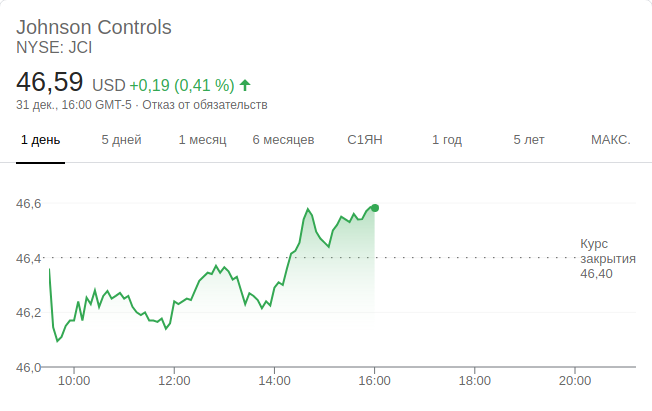 Johnson Controls
NYSE: JCI
46,59 USD +0,19 (0,41 %)
31 дек., 16:00 GMT-5 · Отказ от обязательств
1 день 5 дней 1 месяц 6 месяцев С1ЯН 1 год 5 лет МАКС.
46,6
46,4
46,2
46,0
Курс
закрытия
46,40
10:00 12:00 14:00 16:00 18:00 20:00